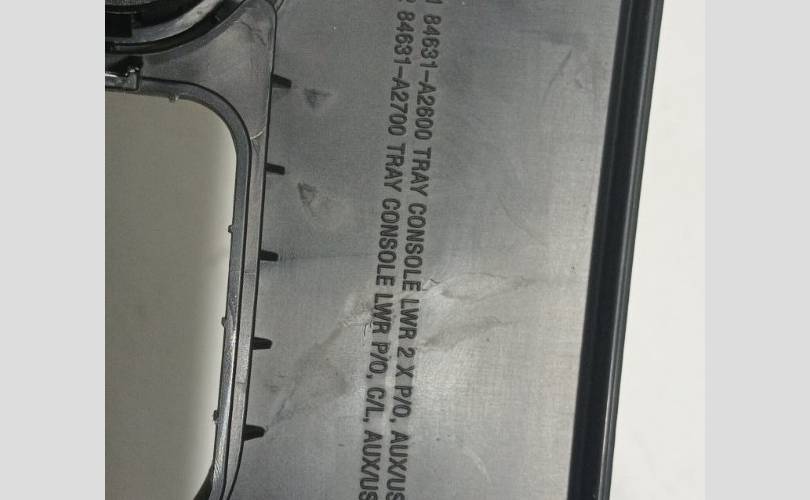 84631-A2600 TRAY CONSOLE LWR 2 X P/O, AUX/US
84631-A2700 TRAY CONSOLE LWR P/O, C/L, AUX/US